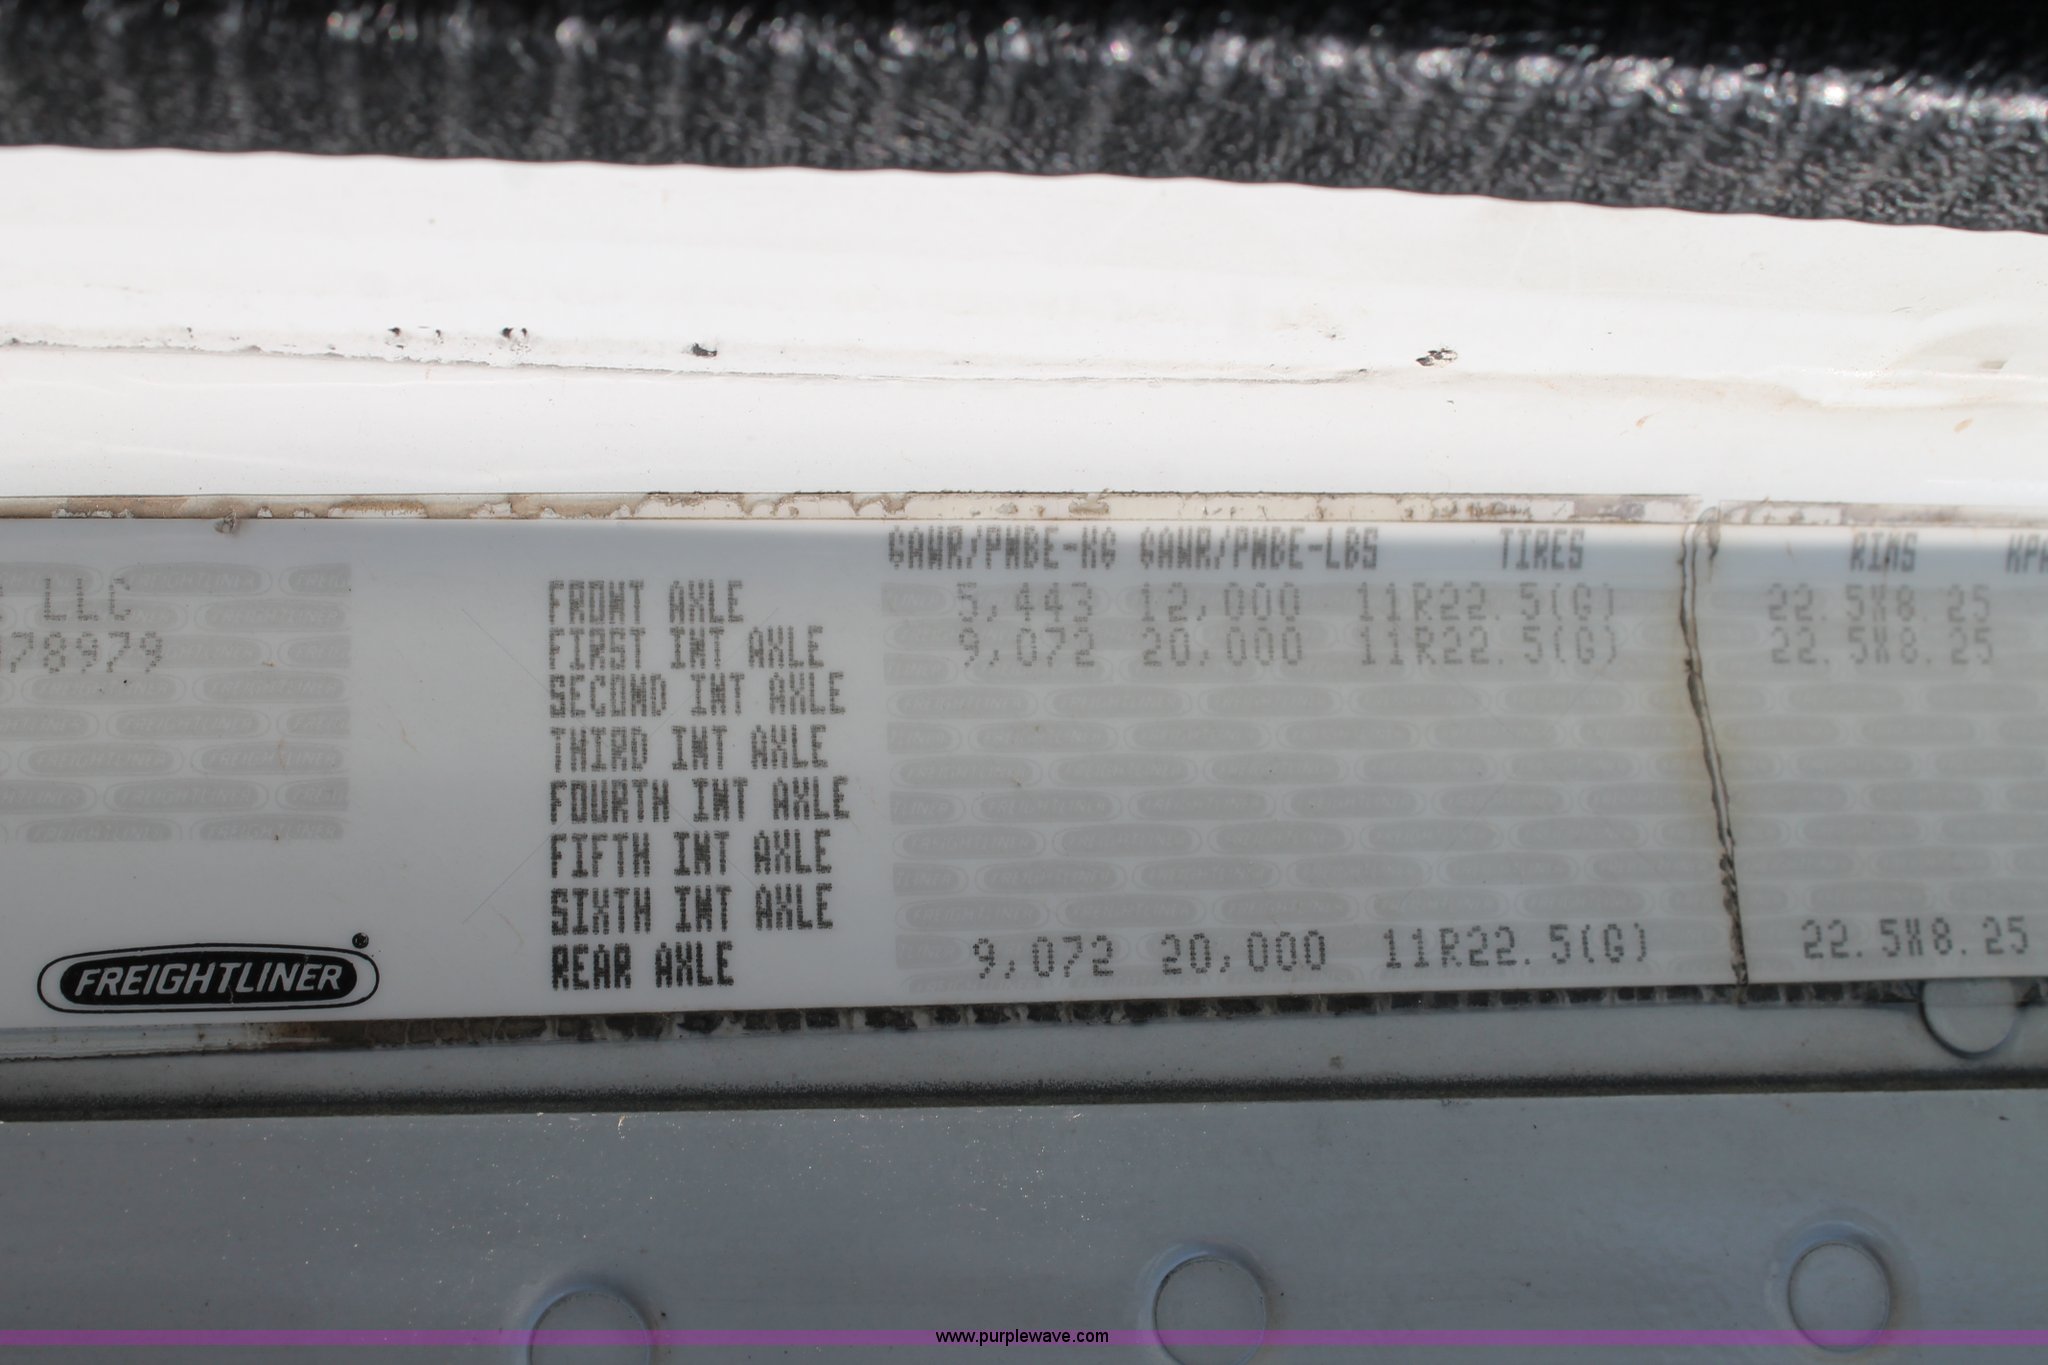 GAWR/PNBE-KG GAWR/PNBE-LBS TIRES RIMS
LLC
78979
FRONT AXLE 5,443 12,000 11R22.5(G) 22.5X8.25
FIRST INT AXLE 9,072 20,000 11R22.5(G) 22.5X8.25
SECOND INT AXLE
THIRD INT AXLE
FOURTH INT AXLE
FIFTH INT AXLE
SIXTH INT AXLE
REAR AXLE 9,072 20,000 11R22.5(G) 22.5X8.25
FREIGHTLINER
www.purplewave.com